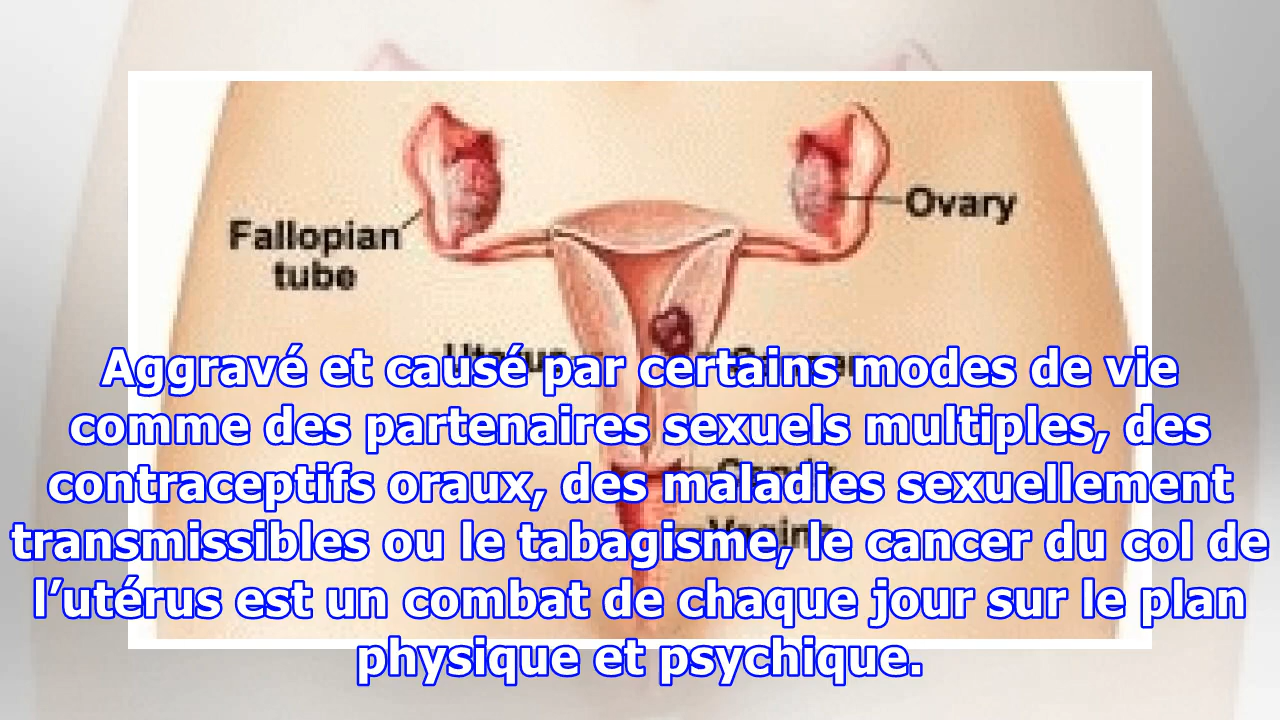 Ovary
Fallopian
tube
Aggravé et causé par certains modes de vie
comme des partenaires sexuels multiples, des
contraceptifs oraux, des maladies sexuellement
transmissibles ou le tabagisme, le cancer du col de
l’utérus est un combat de chaque jour sur le plan
physique et psychique.